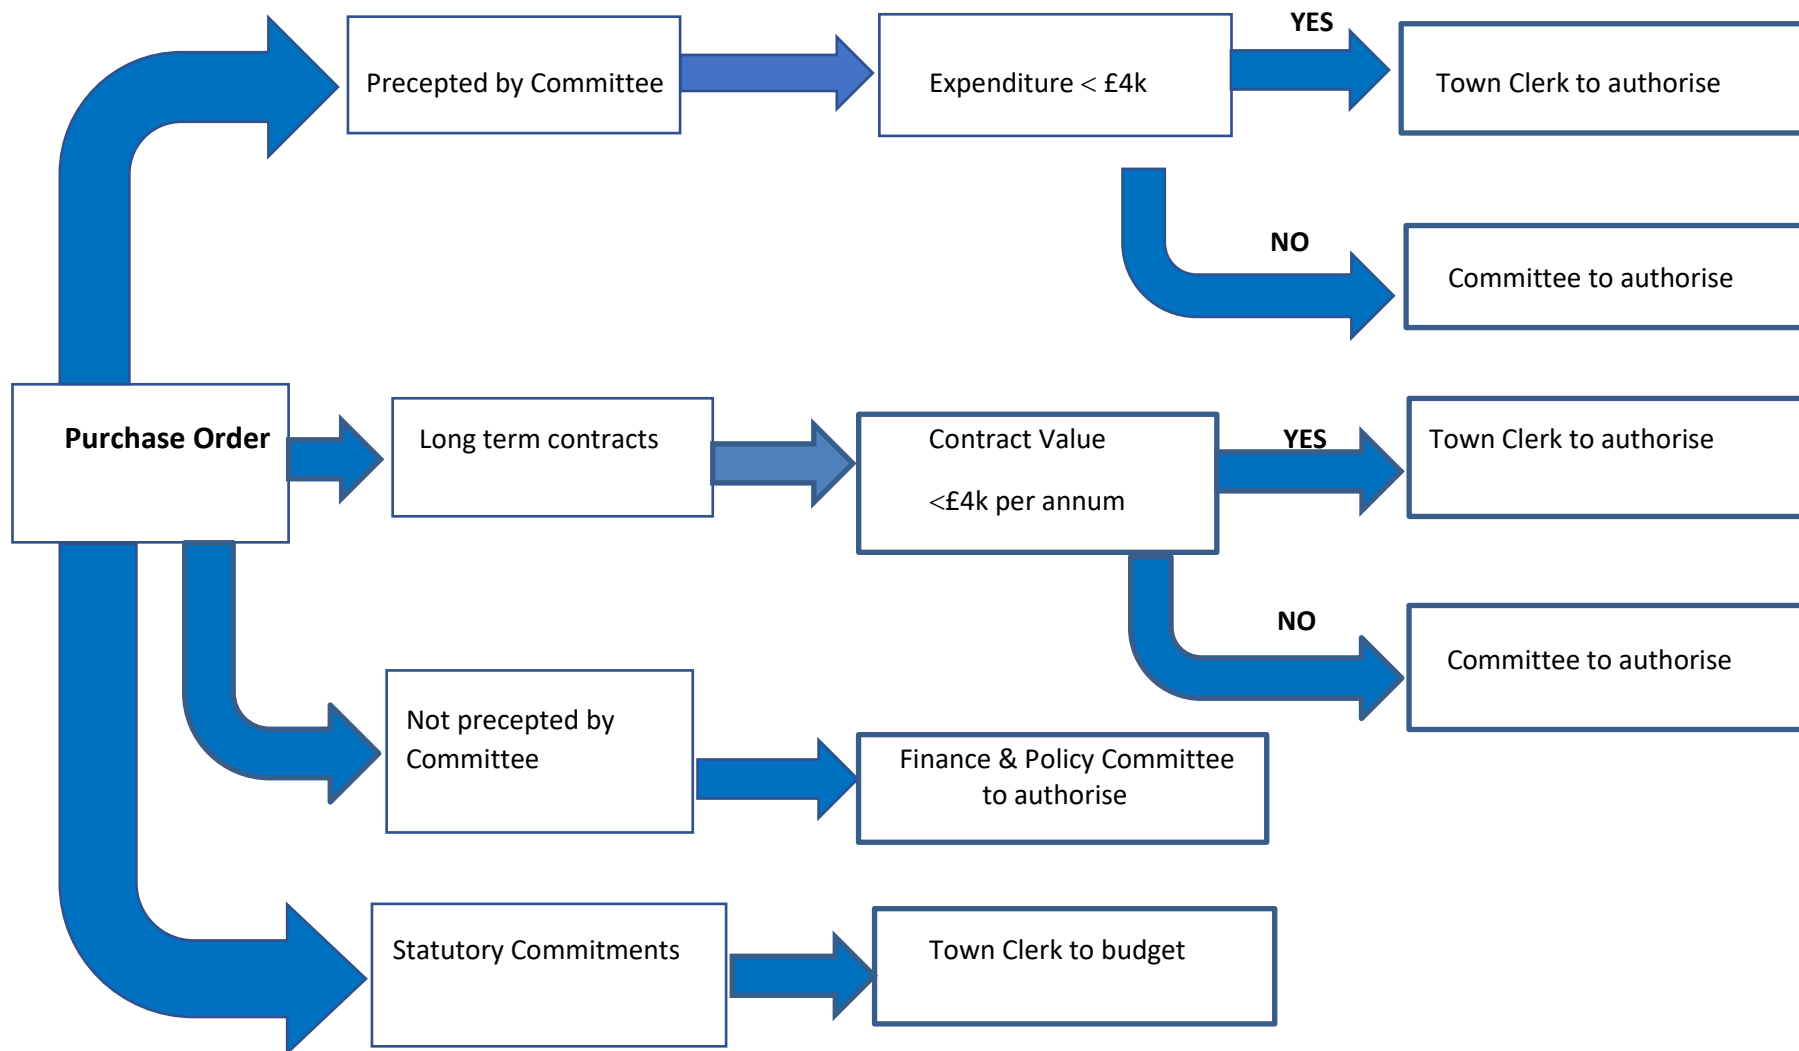 YES
Precepted by Committee
Expenditure < £4k
Town Clerk to authorise
NO
Committee to authorise
Purchase Order
Long term contracts
Contract Value
<£4k per annum
YES
Town Clerk to authorise
NO
Committee to authorise
Not precepted by
Committee
Finance & Policy Committee
to authorise
Statutory Commitments
Town Clerk to budget